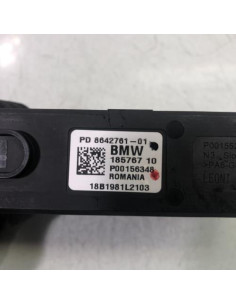 PD 8642761-01
BMW
185767 10
P00156348
ROMANIA
18B1981L2103